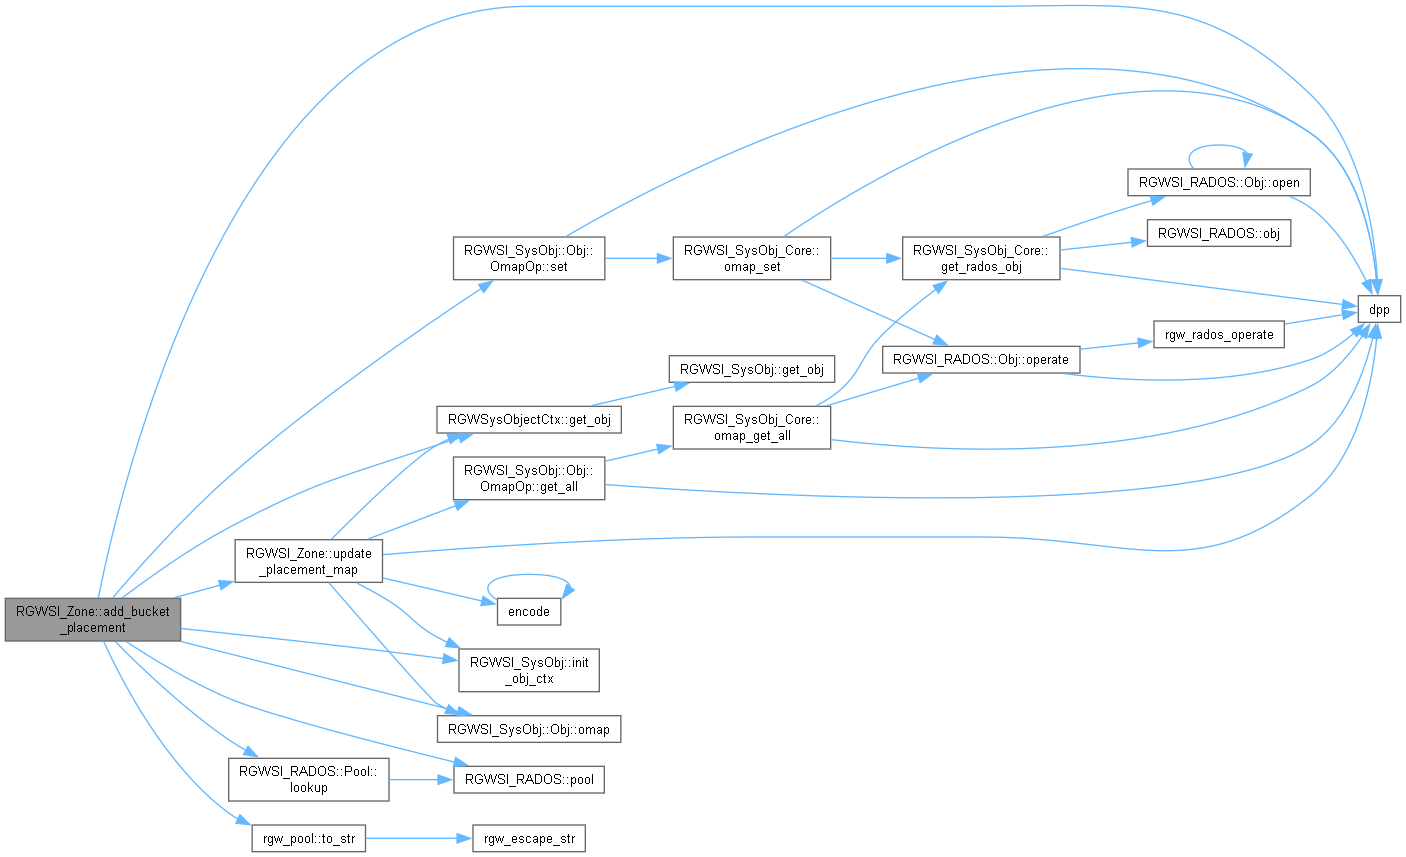 RGWSI_Zone::add_bucket
_placement
RGWSI_SysObj::Obj::
OmapOp::set
RGWSI_SysObj_Core::
omap_set
RGWSI_SysObj_Core::
get_rados_obj
RGWSI_RADOS::Obj::open
RGWSI_RADOS::obj
dpp
rgw_rados_operate
RGWSI_RADOS::Obj::operate
RGWSI_SysObj::get_obj
RGWSysObjectCtx::get_obj
RGWSI_SysObj_Core::
omap_get_all
RGWSI_SysObj::Obj::
OmapOp::get_all
RGWSI_Zone::update
_placement_map
encode
RGWSI_SysObj::init
_obj_ctx
RGWSI_SysObj::Obj::omap
RGWSI_RADOS::Pool::
lookup
RGWSI_RADOS::pool
rgw_pool::to_str
rgw_escape_str